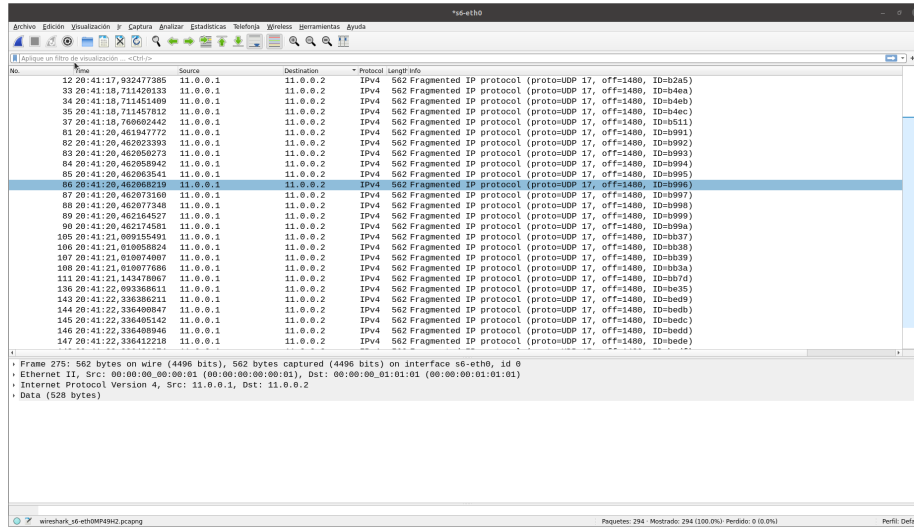 *s6-eth0
Archivo Edición Visualización Ir Captura Analizar Estadísticas Telefonía Wireless Herramientas Ayuda
Aplique un filtro de visualización ... <Ctrl-/>
No. Time Source Destination Protocol Length Info
12 20:41:17,932477385 11.0.0.1 11.0.0.2 IPv4 562 Fragmented IP protocol (proto=UDP 17, off=1480, ID=b2a5)
33 20:41:18,711420133 11.0.0.1 11.0.0.2 IPv4 562 Fragmented IP protocol (proto=UDP 17, off=1480, ID=b4ea)
34 20:41:18,711451409 11.0.0.1 11.0.0.2 IPv4 562 Fragmented IP protocol (proto=UDP 17, off=1480, ID=b4eb)
35 20:41:18,711457812 11.0.0.1 11.0.0.2 IPv4 562 Fragmented IP protocol (proto=UDP 17, off=1480, ID=b4ec)
37 20:41:18,760602442 11.0.0.1 11.0.0.2 IPv4 562 Fragmented IP protocol (proto=UDP 17, off=1480, ID=b511)
81 20:41:20,461947772 11.0.0.1 11.0.0.2 IPv4 562 Fragmented IP protocol (proto=UDP 17, off=1480, ID=b991)
82 20:41:20,462023393 11.0.0.1 11.0.0.2 IPv4 562 Fragmented IP protocol (proto=UDP 17, off=1480, ID=b992)
83 20:41:20,462050273 11.0.0.1 11.0.0.2 IPv4 562 Fragmented IP protocol (proto=UDP 17, off=1480, ID=b993)
84 20:41:20,462058942 11.0.0.1 11.0.0.2 IPv4 562 Fragmented IP protocol (proto=UDP 17, off=1480, ID=b994)
85 20:41:20,462063541 11.0.0.1 11.0.0.2 IPv4 562 Fragmented IP protocol (proto=UDP 17, off=1480, ID=b995)
86 20:41:20,462068219 11.0.0.1 11.0.0.2 IPv4 562 Fragmented IP protocol (proto=UDP 17, off=1480, ID=b996)
87 20:41:20,462073160 11.0.0.1 11.0.0.2 IPv4 562 Fragmented IP protocol (proto=UDP 17, off=1480, ID=b997)
88 20:41:20,462077348 11.0.0.1 11.0.0.2 IPv4 562 Fragmented IP protocol (proto=UDP 17, off=1480, ID=b998)
89 20:41:20,462164527 11.0.0.1 11.0.0.2 IPv4 562 Fragmented IP protocol (proto=UDP 17, off=1480, ID=b999)
90 20:41:20,462174581 11.0.0.1 11.0.0.2 IPv4 562 Fragmented IP protocol (proto=UDP 17, off=1480, ID=b99a)
105 20:41:21,009155491 11.0.0.1 11.0.0.2 IPv4 562 Fragmented IP protocol (proto=UDP 17, off=1480, ID=bb37)
106 20:41:21,010058824 11.0.0.1 11.0.0.2 IPv4 562 Fragmented IP protocol (proto=UDP 17, off=1480, ID=bb38)
107 20:41:21,010074007 11.0.0.1 11.0.0.2 IPv4 562 Fragmented IP protocol (proto=UDP 17, off=1480, ID=bb39)
108 20:41:21,010077686 11.0.0.1 11.0.0.2 IPv4 562 Fragmented IP protocol (proto=UDP 17, off=1480, ID=bb3a)
111 20:41:21,143478067 11.0.0.1 11.0.0.2 IPv4 562 Fragmented IP protocol (proto=UDP 17, off=1480, ID=bb7d)
136 20:41:22,093368611 11.0.0.1 11.0.0.2 IPv4 562 Fragmented IP protocol (proto=UDP 17, off=1480, ID=be35)
143 20:41:22,336386211 11.0.0.1 11.0.0.2 IPv4 562 Fragmented IP protocol (proto=UDP 17, off=1480, ID=bed9)
144 20:41:22,336400847 11.0.0.1 11.0.0.2 IPv4 562 Fragmented IP protocol (proto=UDP 17, off=1480, ID=bedb)
145 20:41:22,336405142 11.0.0.1 11.0.0.2 IPv4 562 Fragmented IP protocol (proto=UDP 17, off=1480, ID=bedc)
146 20:41:22,336408946 11.0.0.1 11.0.0.2 IPv4 562 Fragmented IP protocol (proto=UDP 17, off=1480, ID=bedd)
147 20:41:22,336412218 11.0.0.1 11.0.0.2 IPv4 562 Fragmented IP protocol (proto=UDP 17, off=1480, ID=bede)
Frame 275: 562 bytes on wire (4496 bits), 562 bytes captured (4496 bits) on interface s6-eth0, id 0
Ethernet II, Src: 00:00:00_00:00:01 (00:00:00:00:00:01), Dst: 00:00:00_01:01:01 (00:00:00:01:01:01)
Internet Protocol Version 4, Src: 11.0.0.1, Dst: 11.0.0.2
Data (528 bytes)
wireshark_s6-eth0MP49H2.pcapng Paquetes: 294 · Mostrado: 294 (100.0%)· Perdido: 0 (0.0%) Perfil: Defa